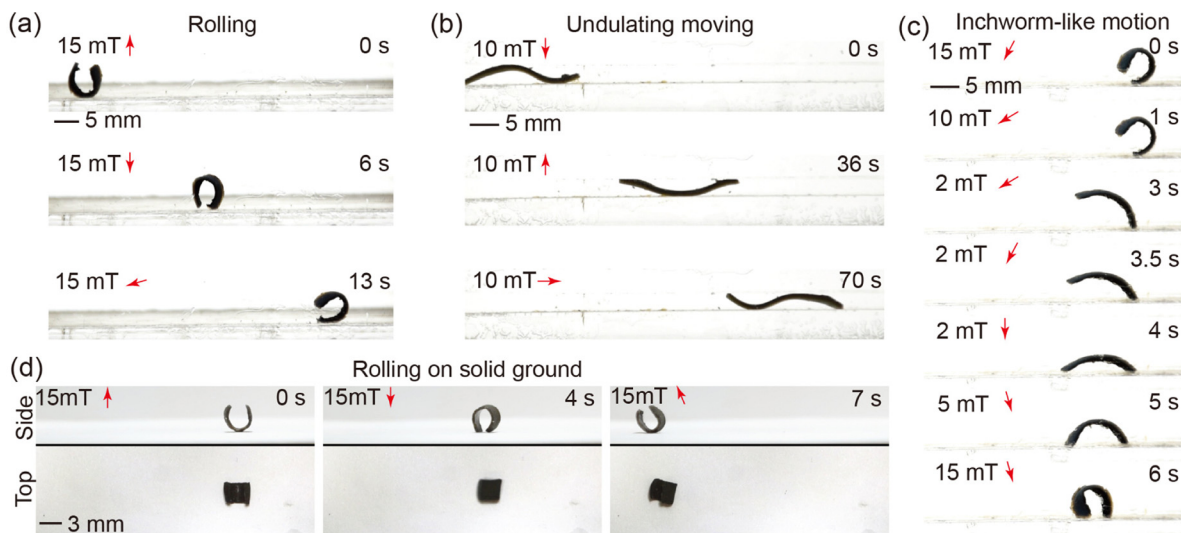 (a) Rolling
15 mT 0 s
5 mm
15 mT 6 s
15 mT 13 s
(b) Undulating moving
10 mT 0 s
5 mm
10 mT 36 s
10 mT 70 s
(c) Inchworm-like motion
15 mT 0 s
5 mm
10 mT 1 s
2 mT 3 s
2 mT 3.5 s
2 mT 4 s
5 mT 5 s
15 mT 6 s
(d) Rolling on solid ground
Side 15mT 0 s 15mT 4 s 15mT 7 s
Top
3 mm